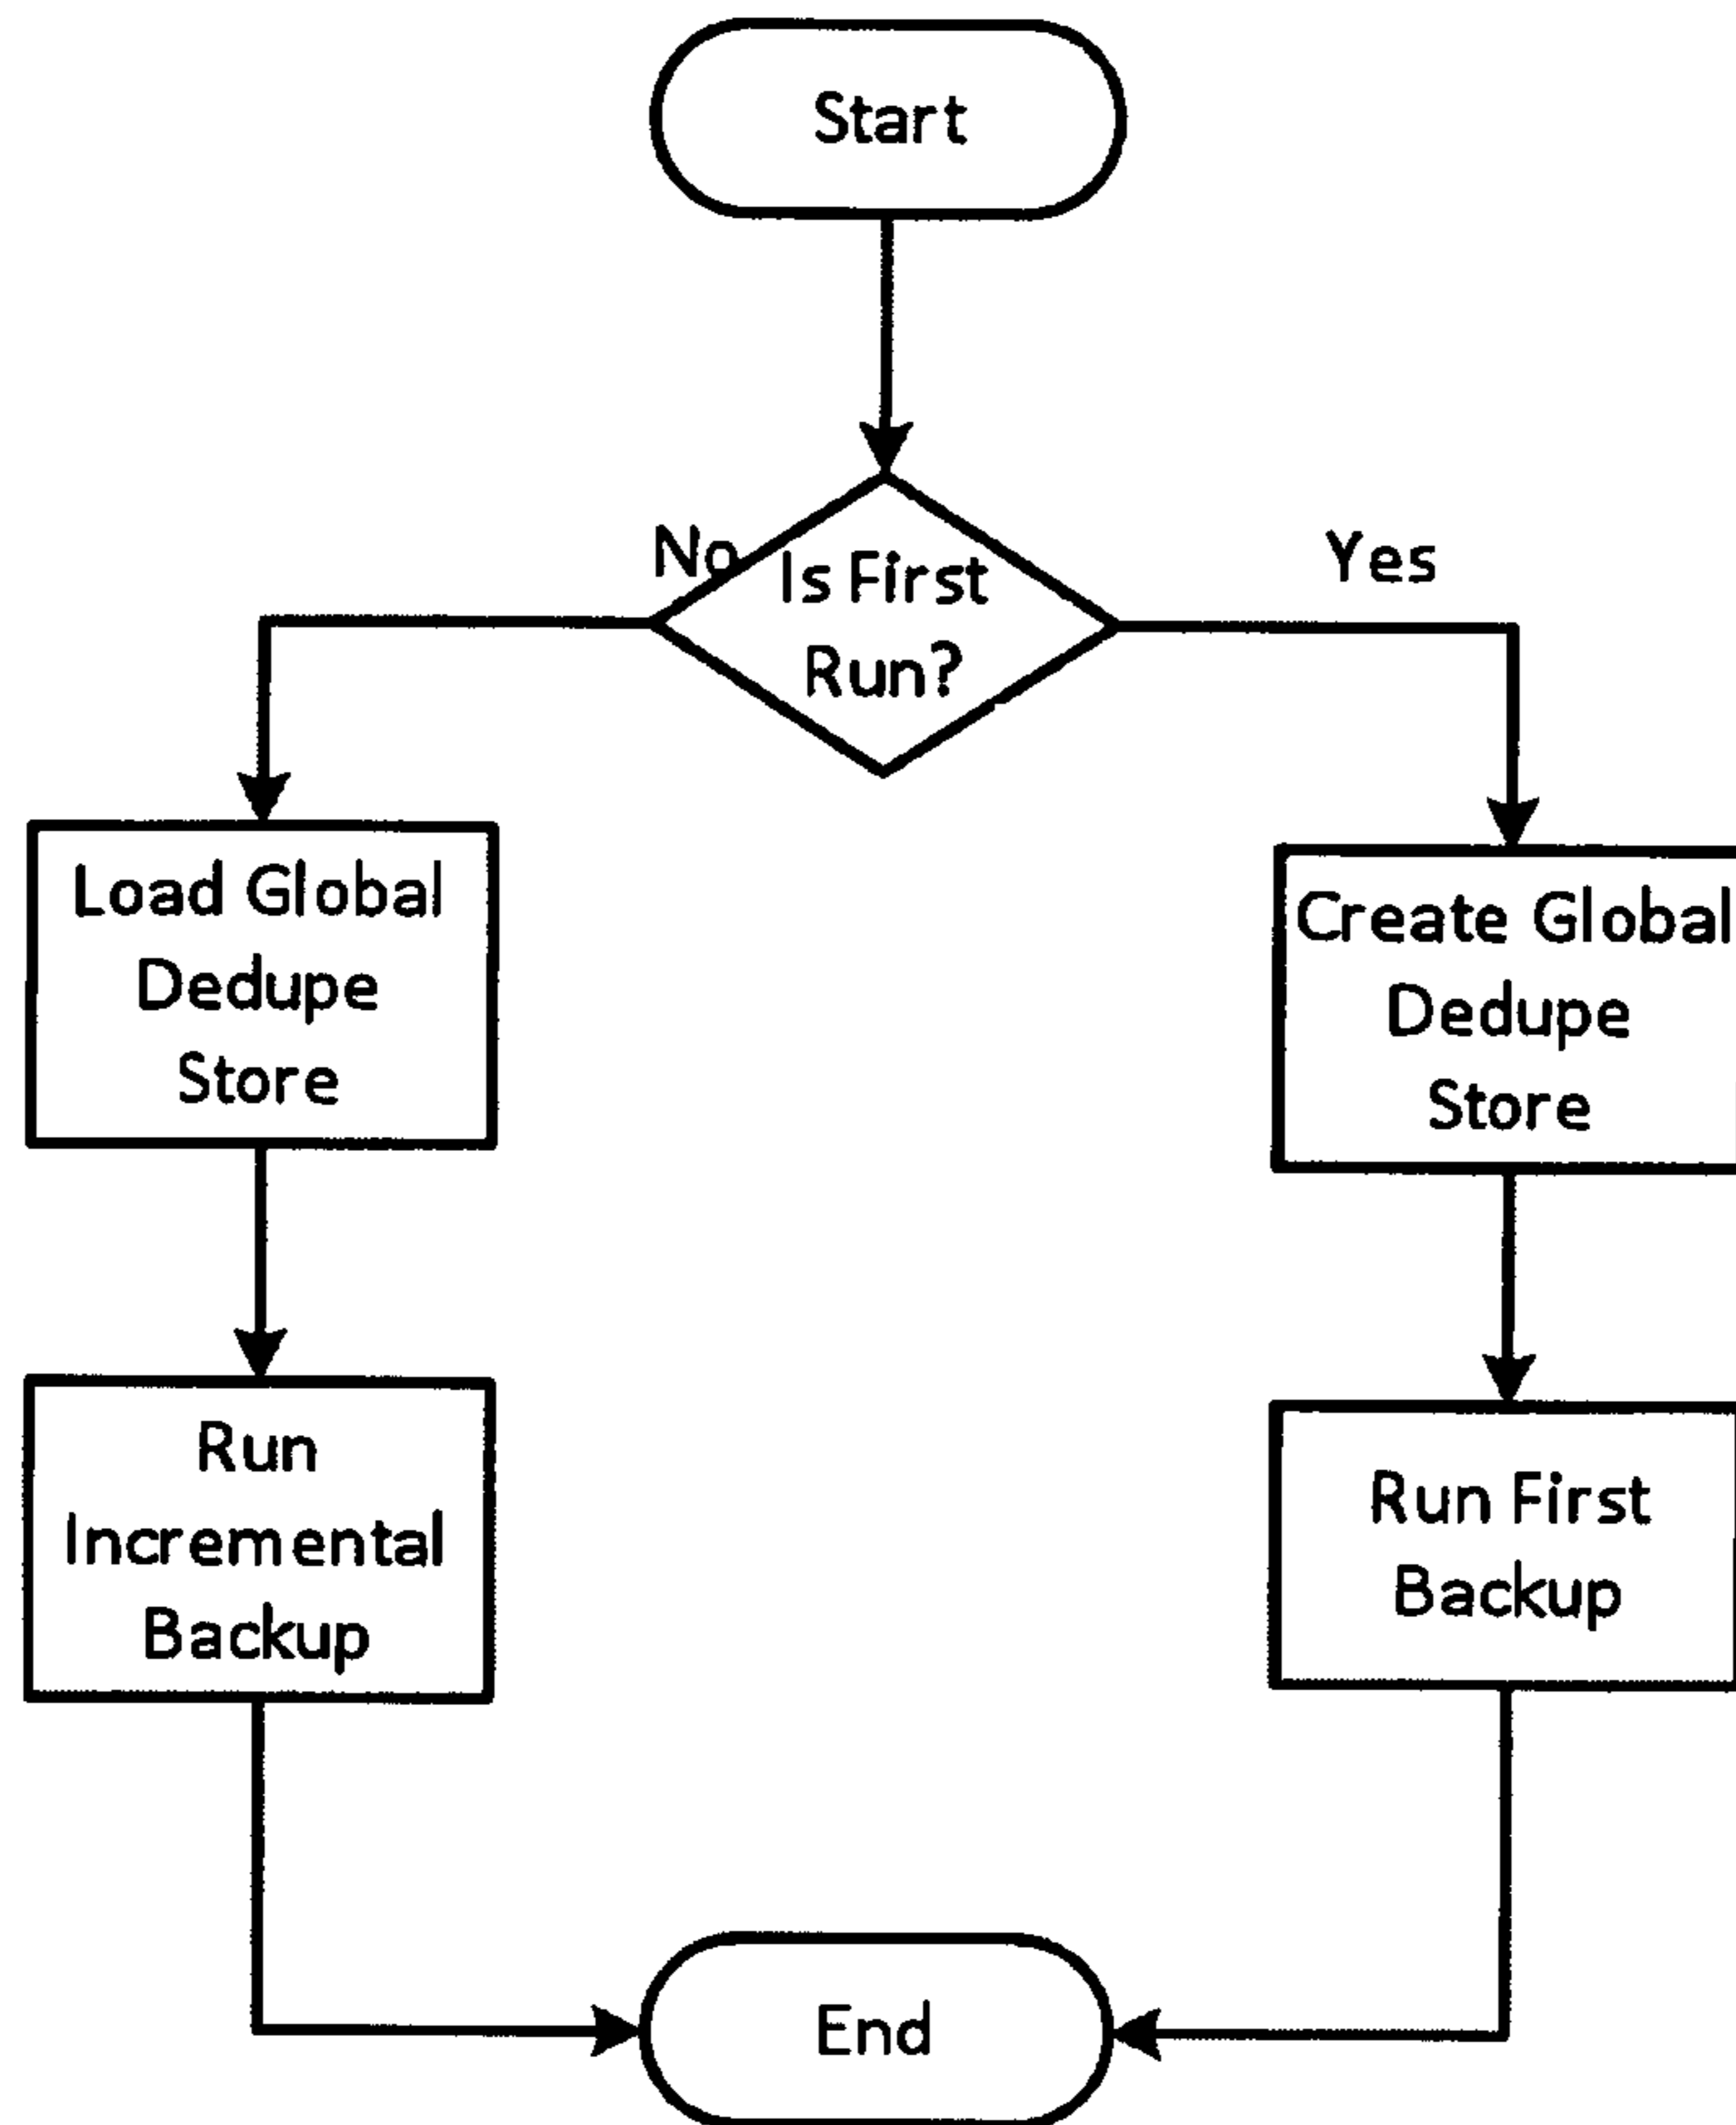 Start
No
Is First
Run?
Yes
Load Global
Dedupe
Store
Create Global
Dedupe
Store
Run
Incremental
Backup
Run First
Backup
End